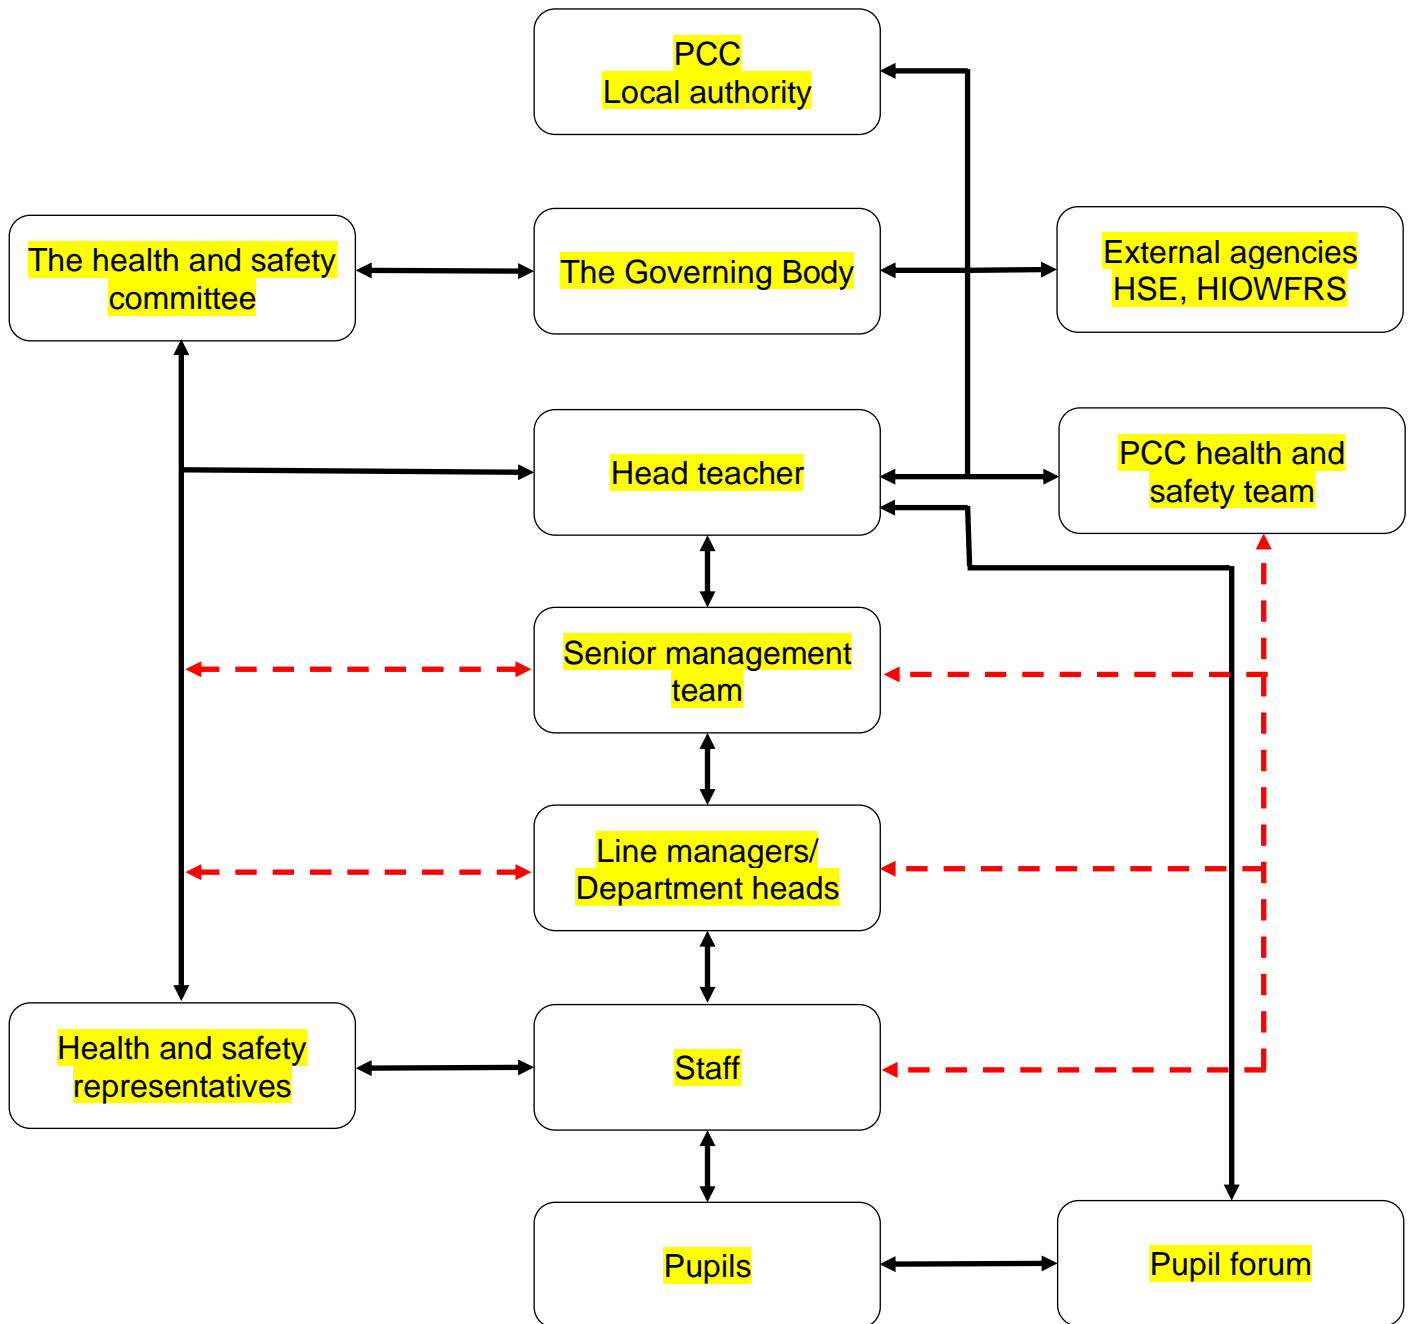 PCC
Local authority
The health and safety
committee
The Governing Body
External agencies
HSE, HIOWFRS
Head teacher
PCC health and
safety team
Senior management
team
Line managers/
Department heads
Health and safety
representatives
Staff
Pupils
Pupil forum